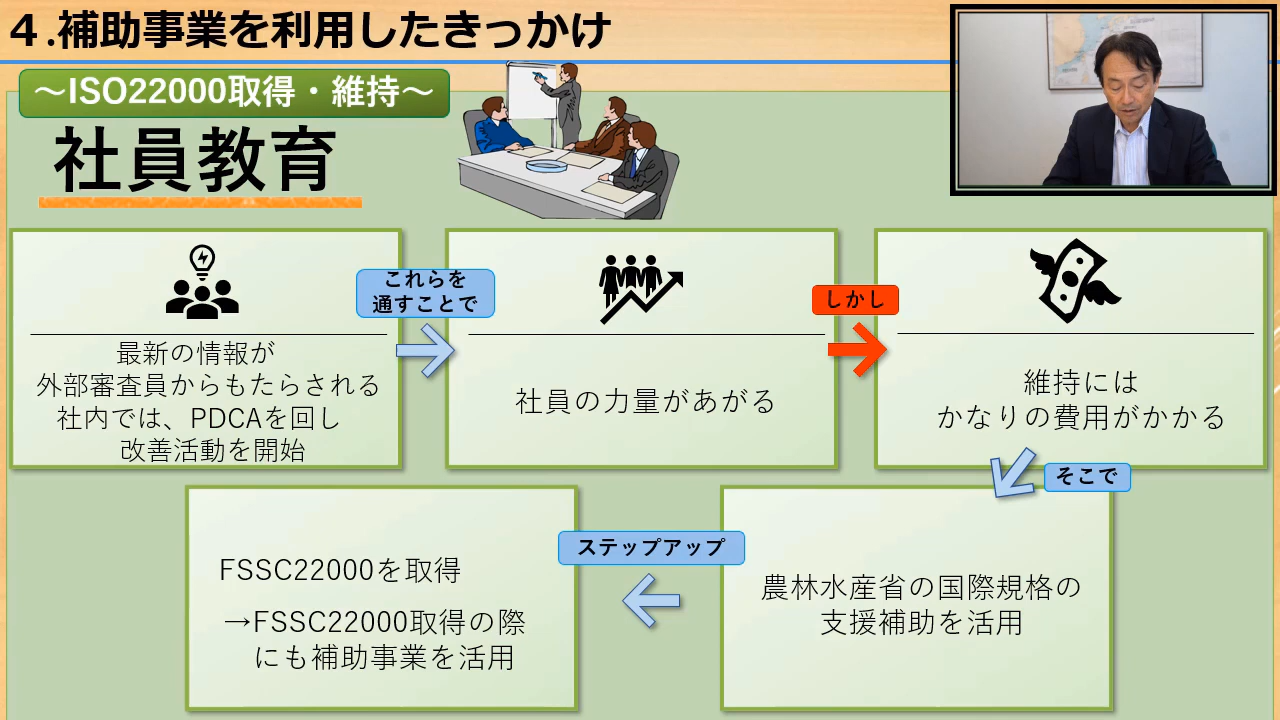 ４.補助事業を利用したきっかけ
～ISO22000取得・維持～
社員教育
最新の情報が
外部審査員からもたらされる
社内では、PDCAを回し
改善活動を開始
これらを
通すことで
社員の力量があがる
しかし
維持には
かなりの費用がかかる
そこで
農林水産省の国際規格の
支援補助を活用
ステップアップ
FSSC22000を取得
→FSSC22000取得の際
にも補助事業を活用